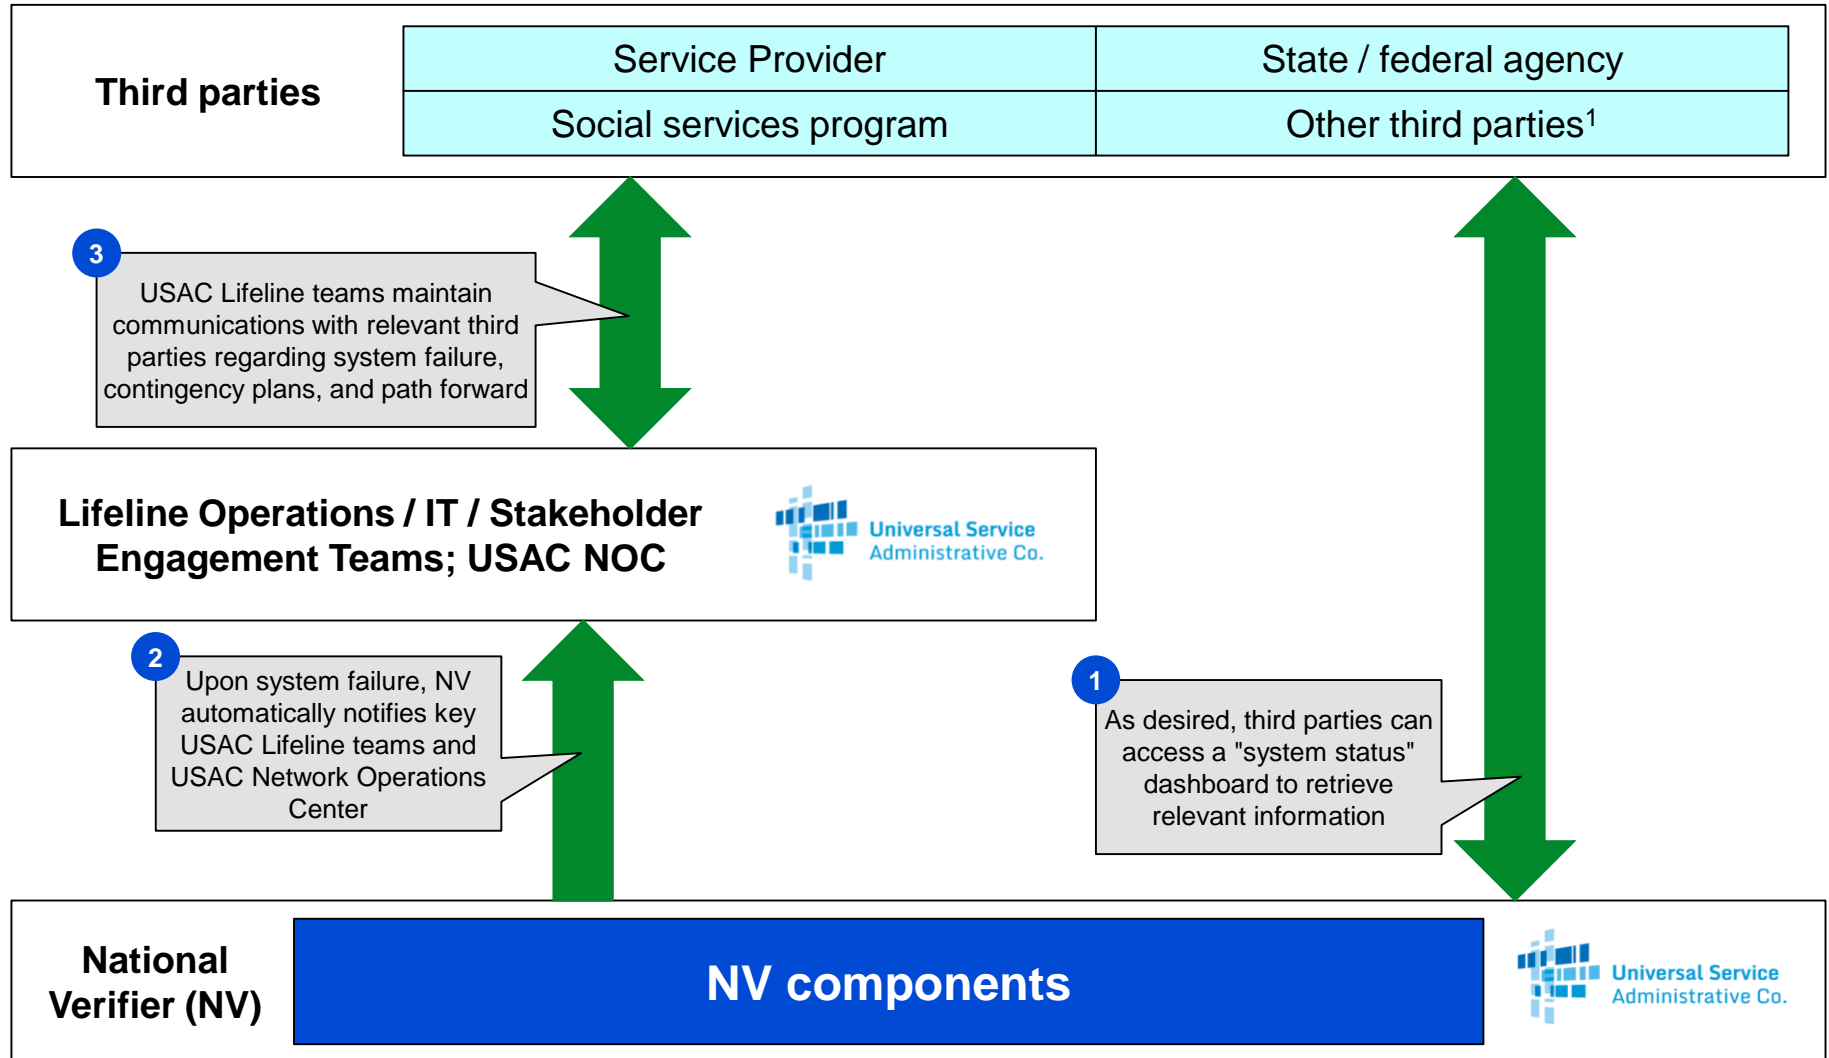 Third parties
Service Provider
State / federal agency
Social services program
Other third parties¹
3
USAC Lifeline teams maintain
communications with relevant third
parties regarding system failure,
contingency plans, and path forward
Lifeline Operations / IT / Stakeholder
Engagement Teams; USAC NOC
Universal Service
Administrative Co.
2
Upon system failure, NV
automatically notifies key
USAC Lifeline teams and
USAC Network Operations
Center
1
As desired, third parties can
access a "system status"
dashboard to retrieve
relevant information
National
Verifier (NV)
NV components
Universal Service
Administrative Co.